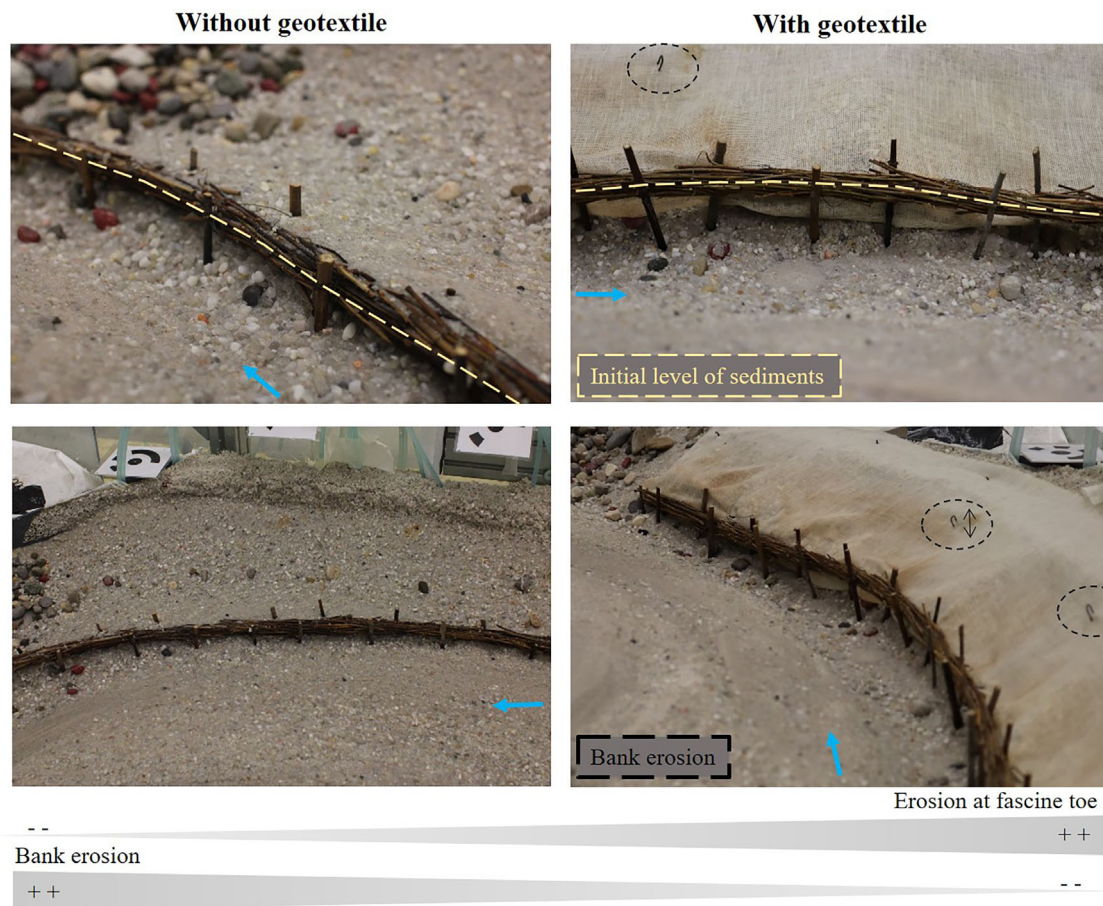 Without geotextile
With geotextile
Initial level of sediments
Bank erosion
Erosion at fascine toe
- -
+ +
Bank erosion
+ +
- -